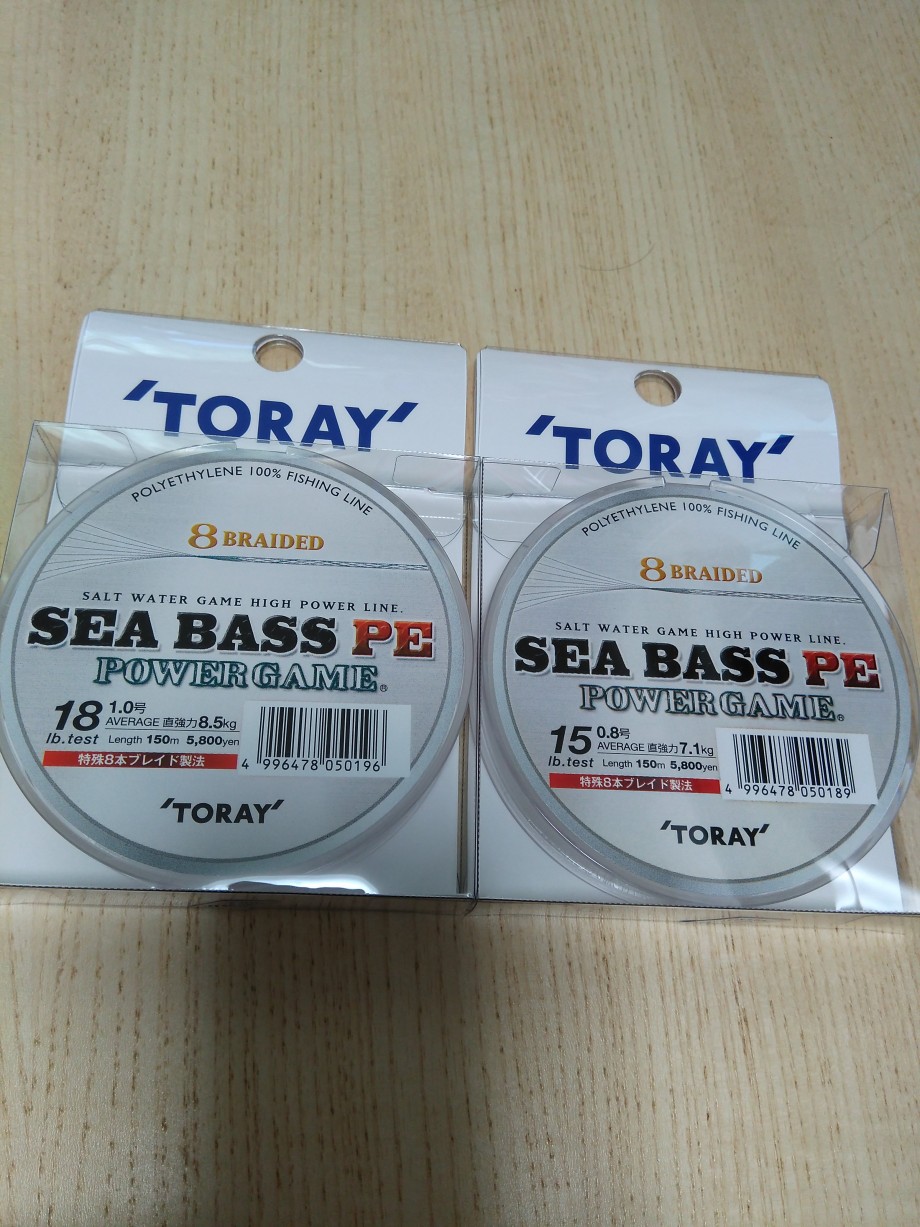 'TORAY'
POLYETHYLENE 100% FISHING LINE
8 BRAIDED
SALT WATER GAME HIGH POWER LINE.
SEA BASS PE
POWER GAME®
18 lb.test
1.0号
AVERAGE 直強力 8.5kg
Length 150m 5,800yen
特殊8本ブレイド製法
4 996478 050196
'TORAY'
'TORAY'
POLYETHYLENE 100% FISHING LINE
8 BRAIDED
SALT WATER GAME HIGH POWER LINE.
SEA BASS PE
POWER GAME®
15 lb.test
0.8号
AVERAGE 直強力 7.1kg
Length 150m 5,800yen
特殊8本ブレイド製法
4 996478 050189
'TORAY'